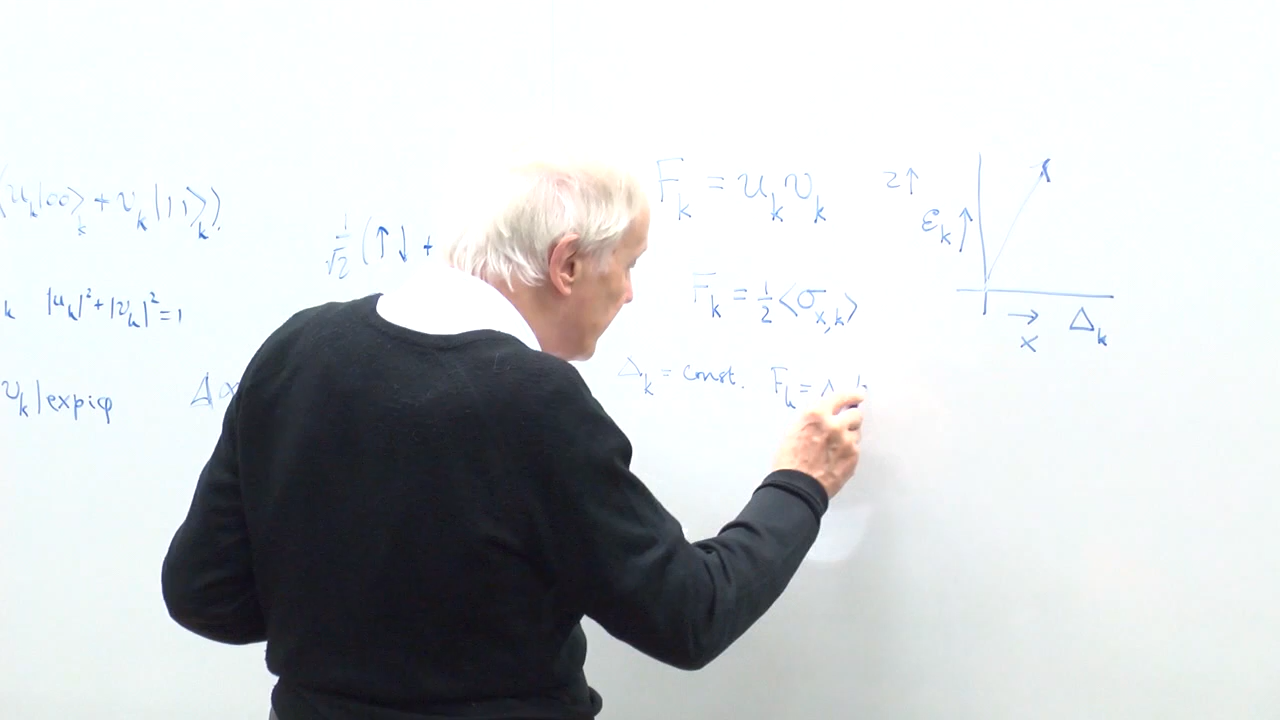 (u_k|00>_k + v_k|11>_k)
k |u_k|²+|v_k|²=1
v_k|expiφ
Δ
1/√2 (↑↓ +
F_k = u_k v_k
F_k = 1/2 <σ_x,k>
Δ_k = const. F_k =
z↑
ε_k ↑
→
x
Δ_k